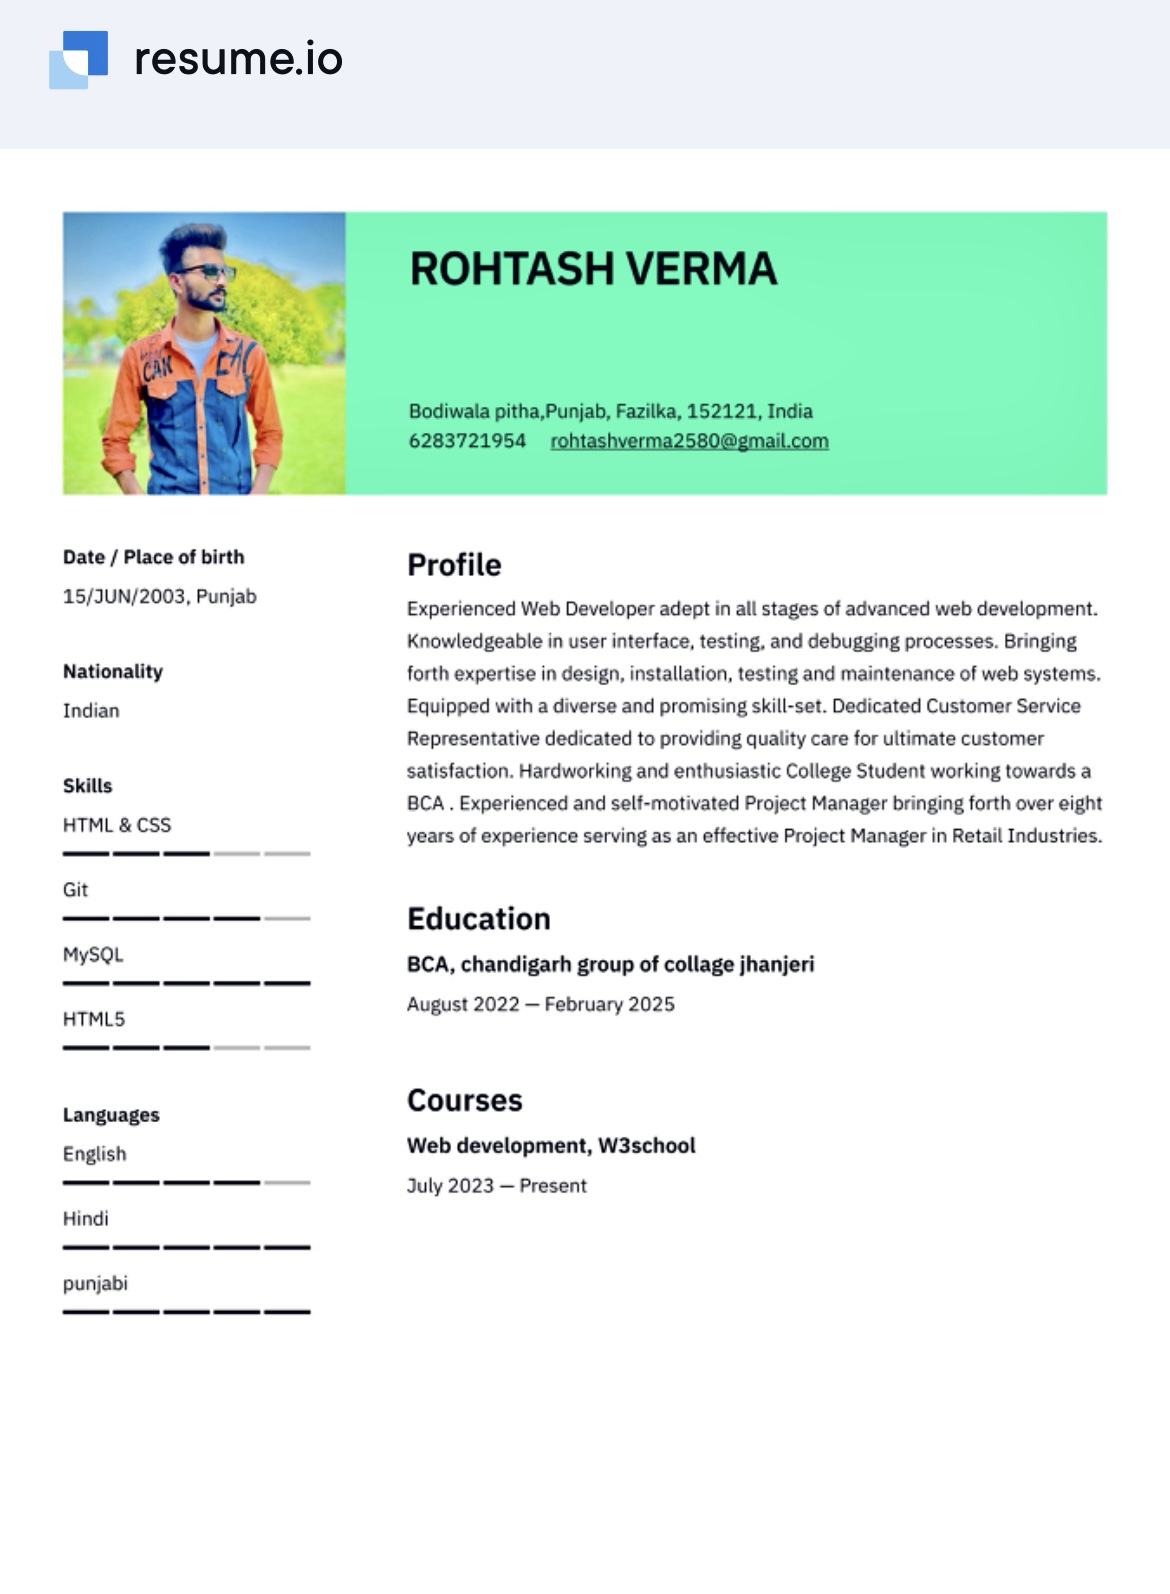 resume.io
ROHTASH VERMA
Bodiwala pitha,Punjab, Fazilka, 152121, India
6283721954 rohtashverma2580@gmail.com
Date / Place of birth
15/JUN/2003, Punjab
Nationality
Indian
Skills
HTML & CSS
Git
MySQL
HTML5
Languages
English
Hindi
punjabi
Profile
Experienced Web Developer adept in all stages of advanced web development.
Knowledgeable in user interface, testing, and debugging processes. Bringing
forth expertise in design, installation, testing and maintenance of web systems.
Equipped with a diverse and promising skill-set. Dedicated Customer Service
Representative dedicated to providing quality care for ultimate customer
satisfaction. Hardworking and enthusiastic College Student working towards a
BCA . Experienced and self-motivated Project Manager bringing forth over eight
years of experience serving as an effective Project Manager in Retail Industries.
Education
BCA, chandigarh group of collage jhanjeri
August 2022 — February 2025
Courses
Web development, W3school
July 2023 — Present